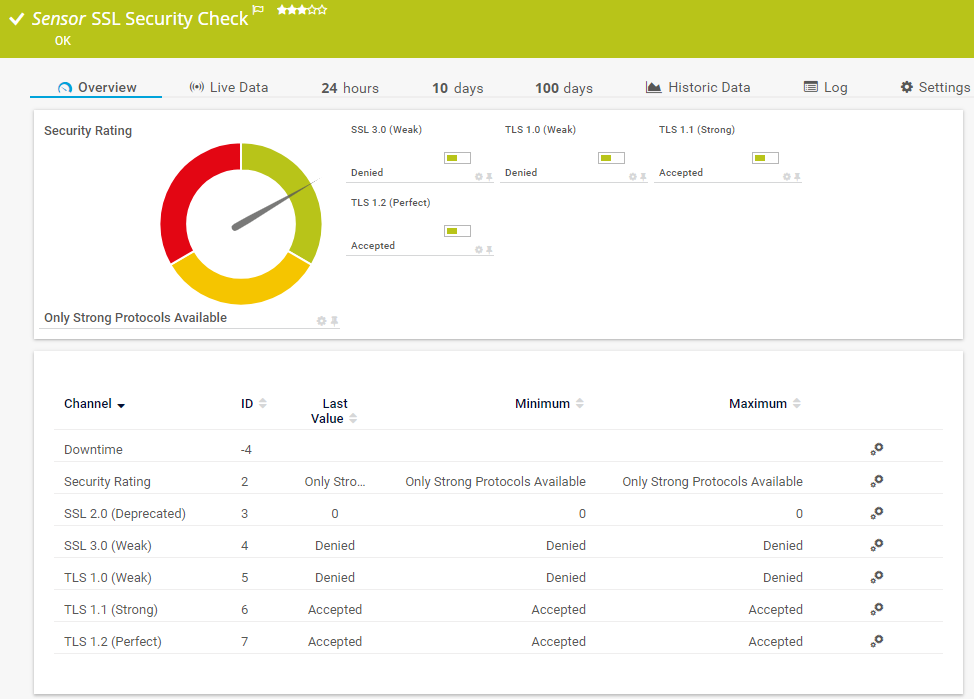 Sensor SSL Security Check
OK
Overview
Live Data
24 hours
10 days
100 days
Historic Data
Log
Settings
Security Rating
Only Strong Protocols Available
SSL 3.0 (Weak)
Denied
TLS 1.0 (Weak)
Denied
TLS 1.1 (Strong)
Accepted
TLS 1.2 (Perfect)
Accepted
Channel ID Last Value Minimum Maximum
Downtime -4
Security Rating 2 Only Stro... Only Strong Protocols Available Only Strong Protocols Available
SSL 2.0 (Deprecated) 3 0 0 0
SSL 3.0 (Weak) 4 Denied Denied Denied
TLS 1.0 (Weak) 5 Denied Denied Denied
TLS 1.1 (Strong) 6 Accepted Accepted Accepted
TLS 1.2 (Perfect) 7 Accepted Accepted Accepted